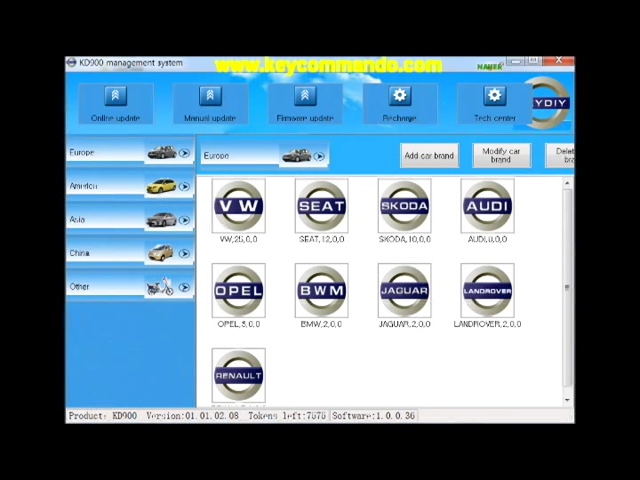 KD900 management system
www.keycommando.com
Online update
Manual update
Firmware update
Recharge
Tech center
YDIY
Europe
America
Asia
China
Other
Europe
Add car brand
Modify car brand
VW
SEAT
SKODA
AUDI
VW,25,0,0
SEAT,12,0,0
SKODA,10,0,0
AUDI,8,0,0
OPEL
BWM
JAGUAR
LANDROVER
OPEL,3,0,0
BMW,2,0,0
JAGUAR,2,0,0
LANDROVER,2,0,0
RENAULT
Product: KD900 Version:01.01.02.08 Tokens left:7575 Software:1.0.0.36